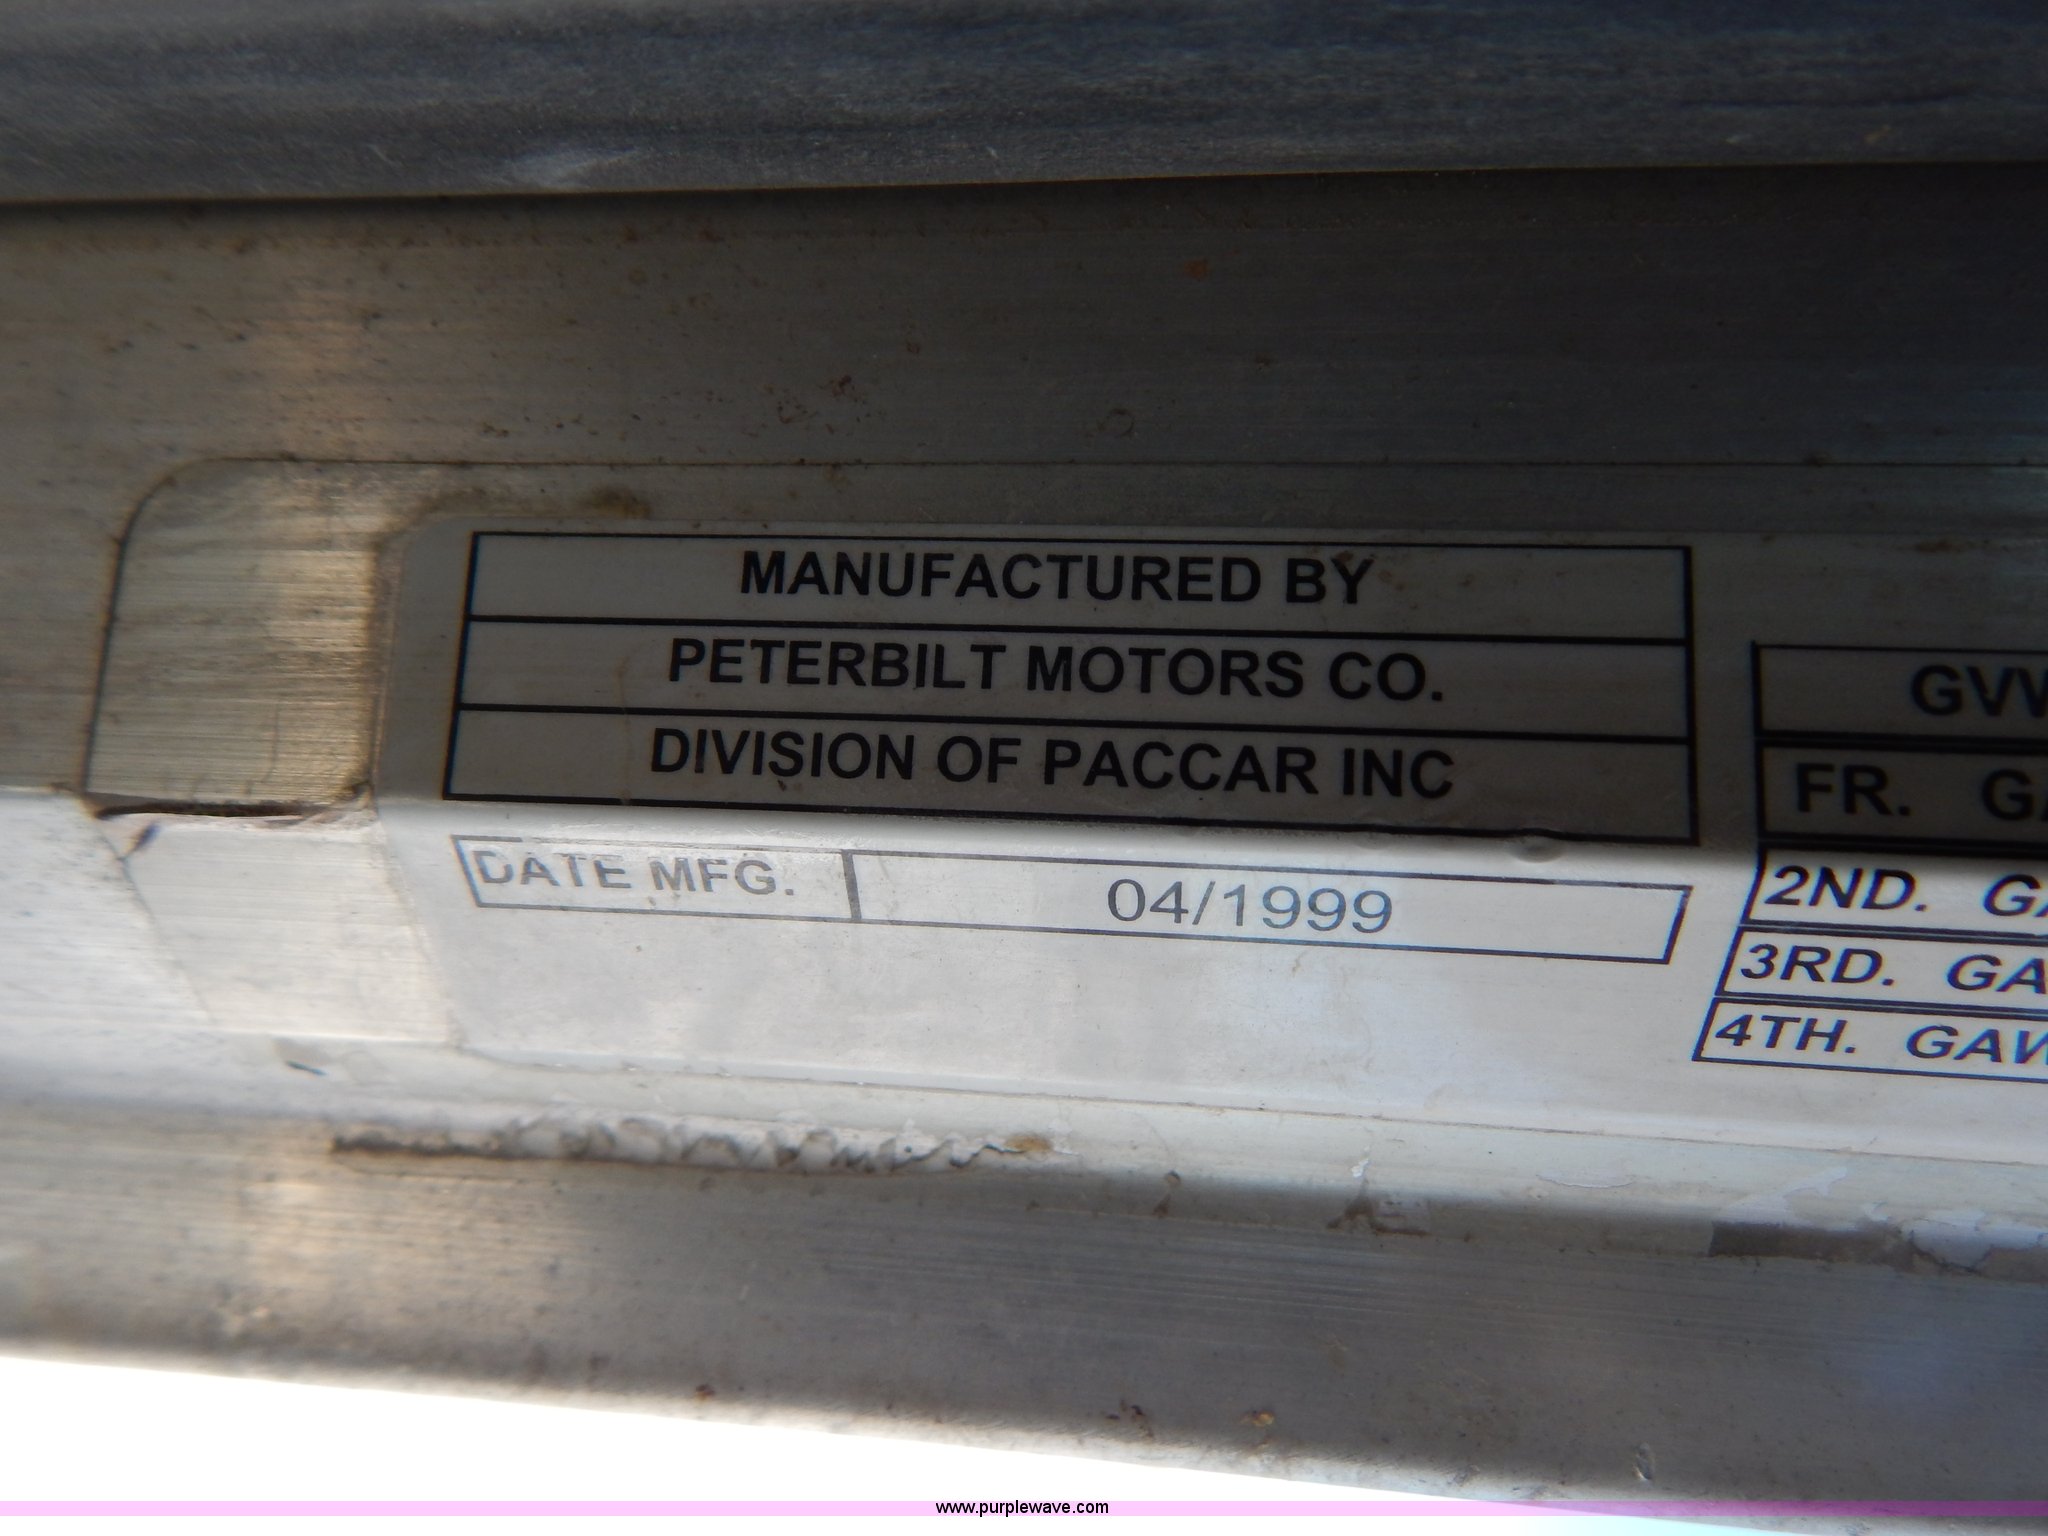 MANUFACTURED BY
PETERBILT MOTORS CO.
DIVISION OF PACCAR INC
DATE MFG. 04/1999
FR.
2ND.
3RD.
4TH.
www.purplewave.com